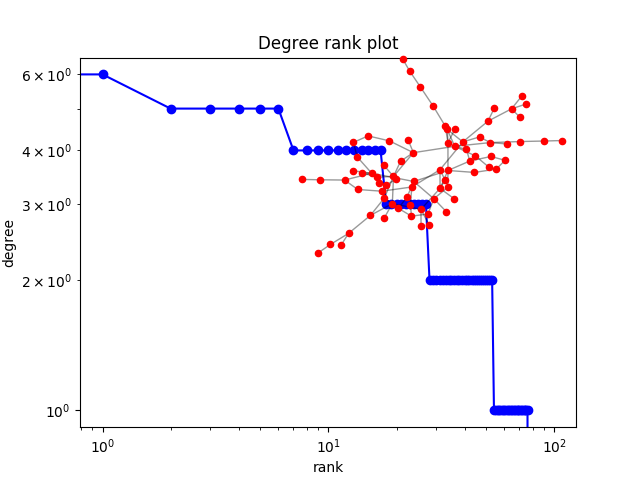 Degree rank plot
degree
6 × 10⁰
4 × 10⁰
3 × 10⁰
2 × 10⁰
10⁰
10⁰
10¹
10²
rank